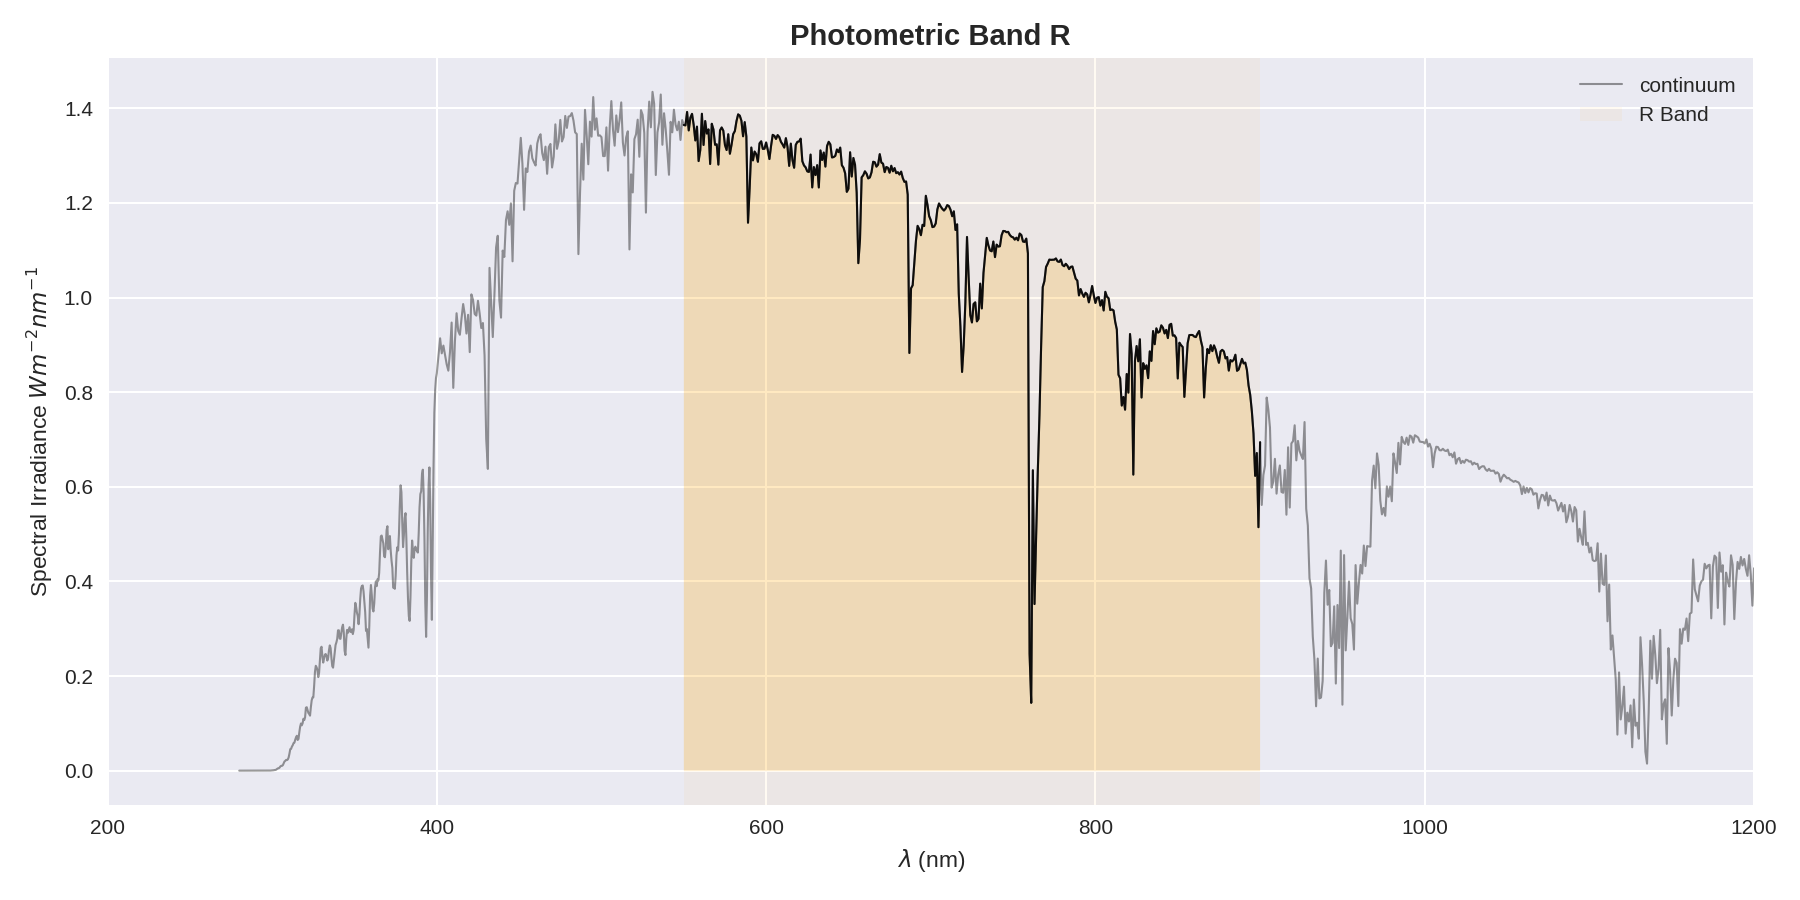 Photometric Band R
continuum
R Band
Spectral Irradiance Wm⁻²nm⁻¹
1.4
1.2
1.0
0.8
0.6
0.4
0.2
0.0
200 400 600 800 1000 1200
λ (nm)